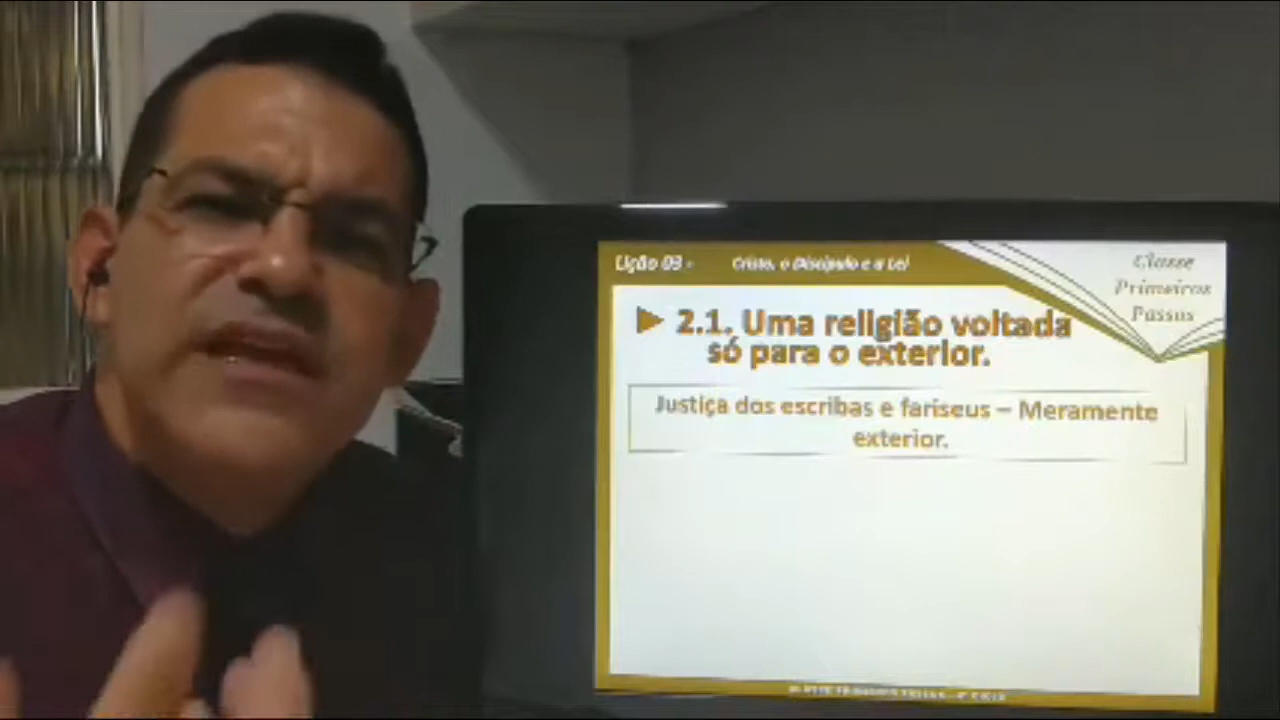 Lição 03 - Cristo, o Discípulo e a Lei
Classe
Primeiros
Passos
► 2.1. Uma religião voltada
só para o exterior.
Justiça dos escribas e fariseus – Meramente
exterior.